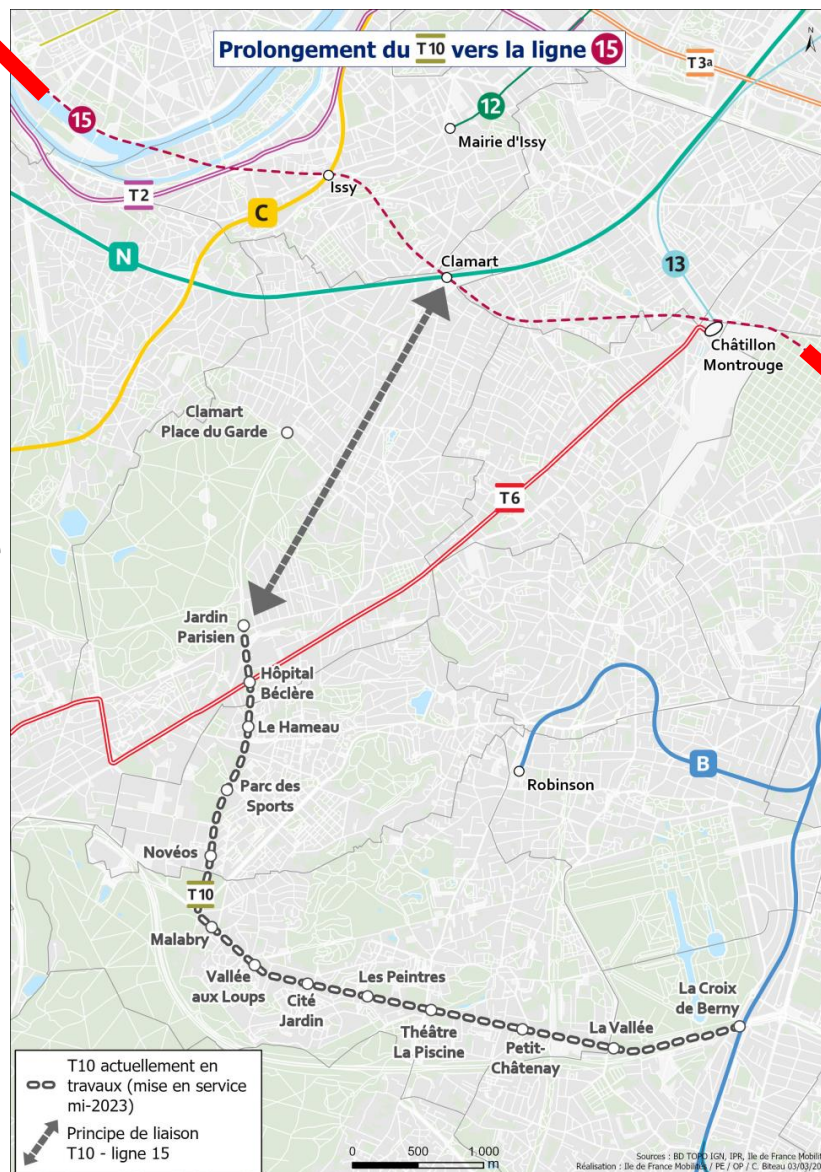 Prolongement du T10 vers la ligne 15
N
T3a
15
12
Mairie d'Issy
T2
Issy
C
N
Clamart
13
Châtillon
Montrouge
Clamart
Place du Garde
T6
Jardin
Parisien
Hôpital
Béclère
Le Hameau
Parc des
Sports
Robinson
B
Novéos
T10
Malabry
Vallée
aux Loups
Cité
Jardin
Les Peintres
Théâtre
La Piscine
Petit-
Châtenay
La Vallée
La Croix
de Berny
T10 actuellement en
travaux (mise en service
mi-2023)
Principe de liaison
T10 - ligne 15
0 500 1 000
m
Sources : BD TOPO IGN, IPR, Ile de France Mobilit
Réalisation : Ile de France Mobilités / PE / OP / C. Biteau 03/03/20